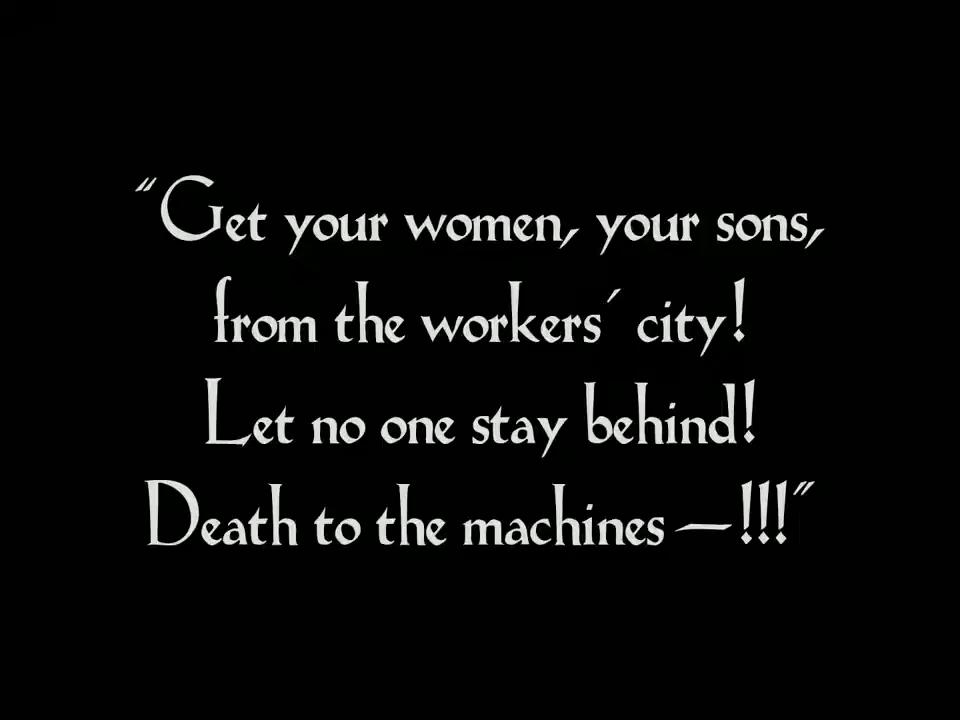 "Get your women, your sons,
from the workers' city!
Let no one stay behind!
Death to the machines —!!!"